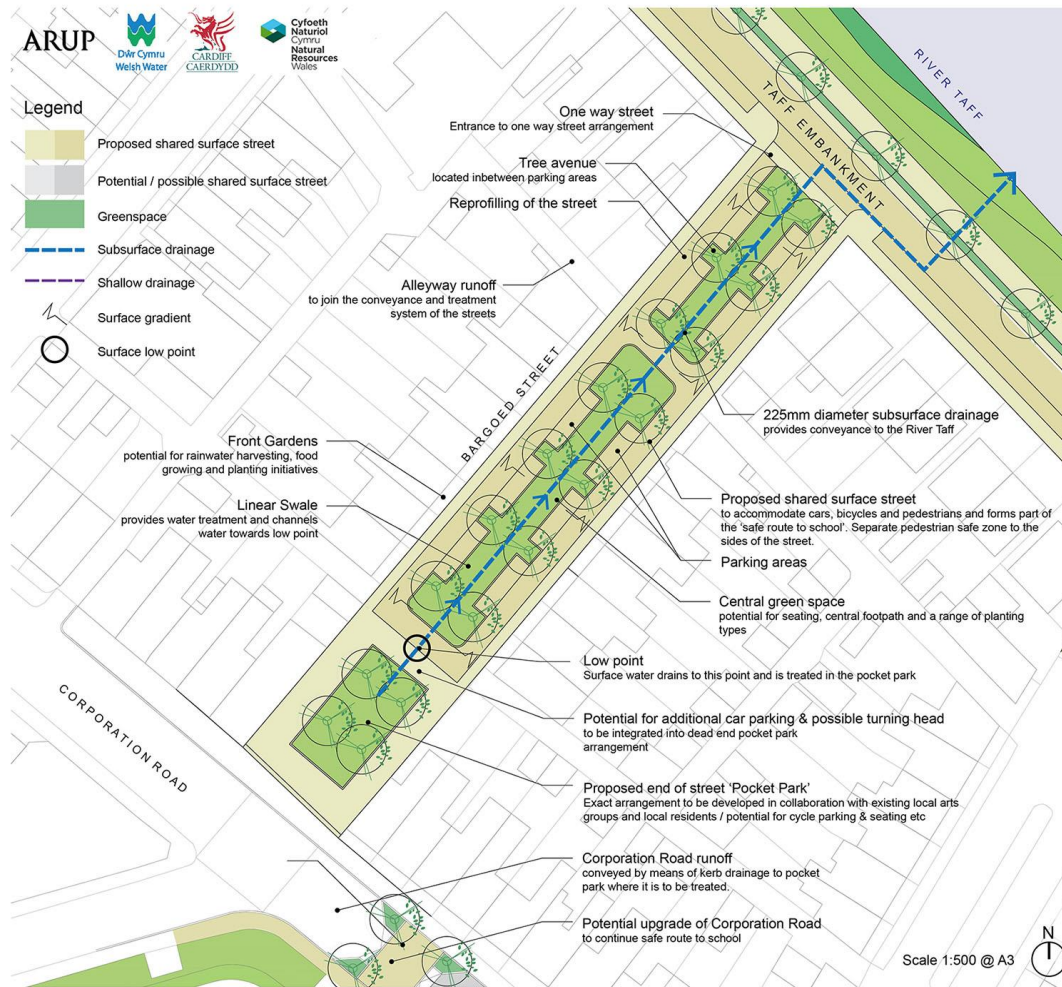 ARUP
Dŵr Cymru
Welsh Water
CARDIFF
CAERDYDD
Cyfoeth
Naturiol
Cymru
Natural
Resources
Wales
Legend
Proposed shared surface street
Potential / possible shared surface street
Greenspace
Subsurface drainage
Shallow drainage
Surface gradient
Surface low point
RIVER TAFF
TAFF EMBANKMENT
One way street
Entrance to one way street arrangement
Tree avenue
located inbetween parking areas
Reprofiling of the street
Alleyway runoff
to join the conveyance and treatment
system of the streets
BARGOED STREET
225mm diameter subsurface drainage
provides conveyance to the River Taff
Front Gardens
potential for rainwater harvesting, food
growing and planting initiatives
Linear Swale
provides water treatment and channels
water towards low point
Proposed shared surface street
to accommodate cars, bicycles and pedestrians and forms part of
the 'safe route to school'. Separate pedestrian safe zone to the
sides of the street.
Parking areas
Central green space
potential for seating, central footpath and a range of planting
types
Low point
Surface water drains to this point and is treated in the pocket park
CORPORATION ROAD
Potential for additional car parking & possible turning head
to be integrated into dead end pocket park
arrangement
Proposed end of street 'Pocket Park'
Exact arrangement to be developed in collaboration with existing local arts
groups and local residents / potential for cycle parking & seating etc
Corporation Road runoff
conveyed by means of kerb drainage to pocket
park where it is to be treated.
Potential upgrade of Corporation Road
to continue safe route to school
Scale 1:500 @ A3
N